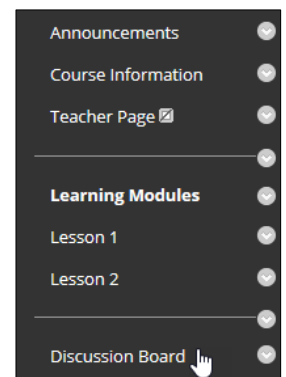 Announcements
Course Information
Teacher Page
Learning Modules
Lesson 1
Lesson 2
Discussion Board